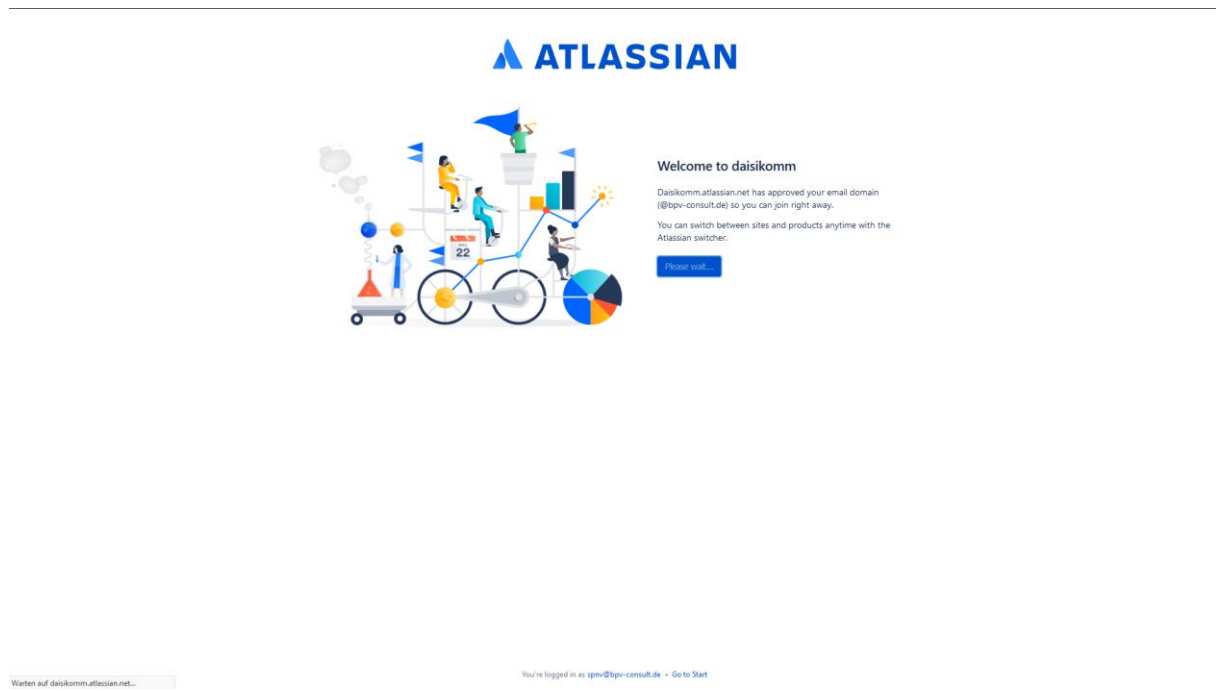 ATLASSIAN
Welcome to daisikomm
Daisikomm.atlassian.net has approved your email domain
(@bpv-consult.de) so you can join right away.
You can switch between sites and products anytime with the
Atlassian switcher.
Please wait...
22
You're logged in as spnv@bpv-consult.de • Go to Start
Warten auf daisikomm.atlassian.net...